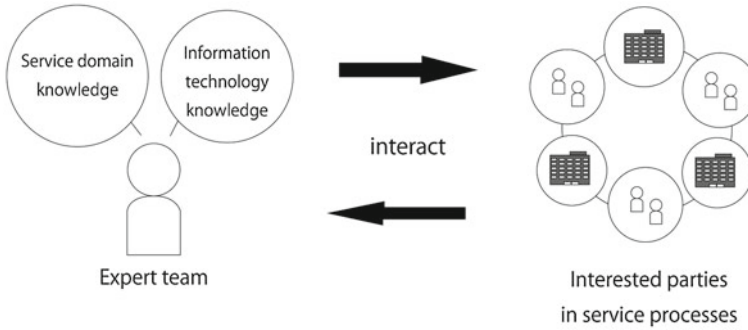 Service domain
knowledge
Information
technology
knowledge
interact
Expert team
Interested parties
in service processes